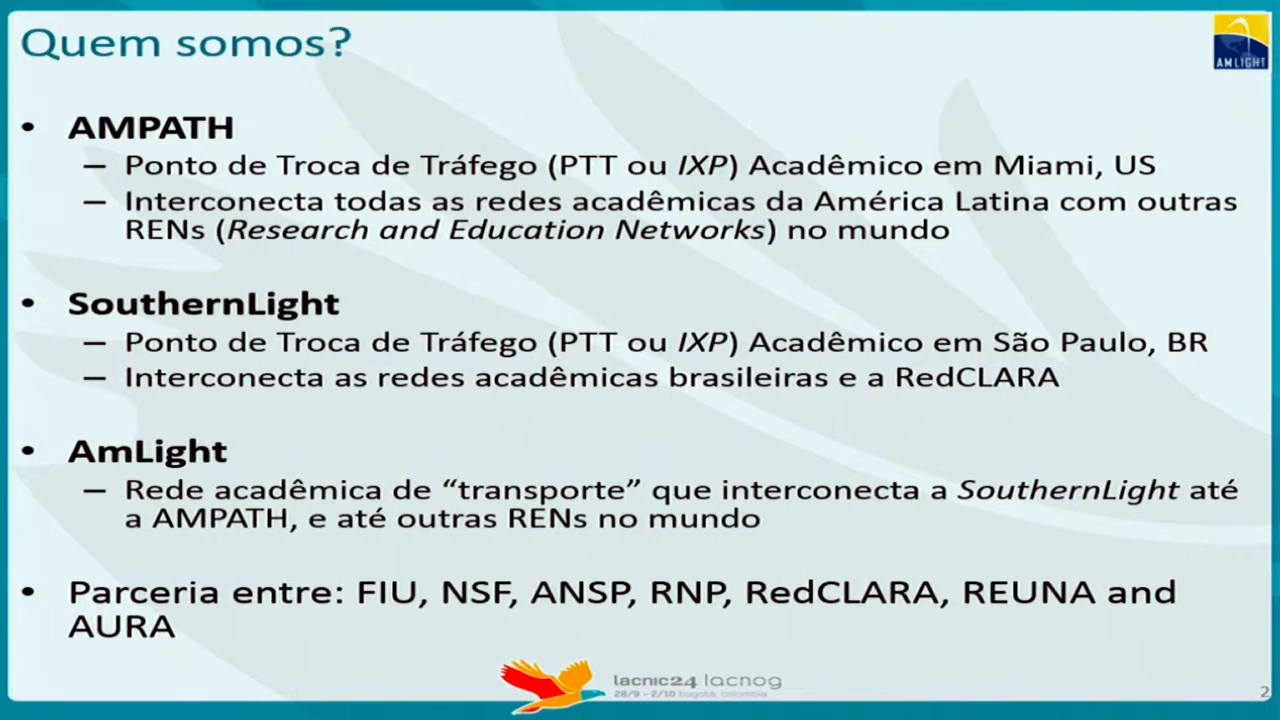 Quem somos?
AMLIGHT
• AMPATH
– Ponto de Troca de Tráfego (PTT ou IXP) Acadêmico em Miami, US
– Interconecta todas as redes acadêmicas da América Latina com outras
RENs (Research and Education Networks) no mundo
• SouthernLight
– Ponto de Troca de Tráfego (PTT ou IXP) Acadêmico em São Paulo, BR
– Interconecta as redes acadêmicas brasileiras e a RedCLARA
• AmLight
– Rede acadêmica de “transporte” que interconecta a SouthernLight até
a AMPATH, e até outras RENs no mundo
• Parceria entre: FIU, NSF, ANSP, RNP, RedCLARA, REUNA and
AURA
lacnic24 lacnog
28/9 - 2/10 bogotá, colombia
2